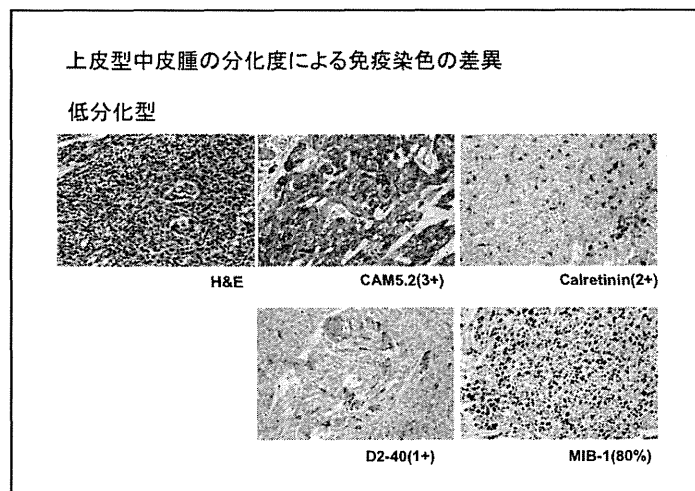 上皮型中皮腫の分化度による免疫染色の差異
低分化型
H&E
CAM5.2(3+)
Calretinin(2+)
D2-40(1+)
MIB-1(80%)